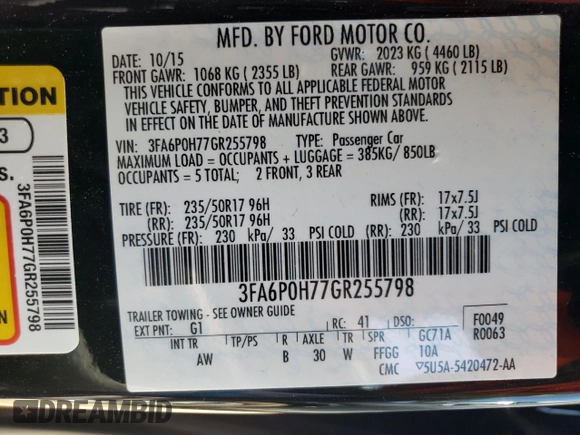 MFD. BY FORD MOTOR CO.
DATE: 10/15 GVWR: 2023 KG ( 4460 LB)
FRONT GAWR: 1068 KG ( 2355 LB) REAR GAWR: 959 KG ( 2115 LB)
THIS VEHICLE CONFORMS TO ALL APPLICABLE FEDERAL MOTOR
VEHICLE SAFETY, BUMPER, AND THEFT PREVENTION STANDARDS
IN EFFECT ON THE DATE OF MANUFACTURE SHOWN ABOVE.
VIN: 3FA6P0H77GR255798 TYPE: Passenger Car
MAXIMUM LOAD = OCCUPANTS + LUGGAGE = 385KG/ 850LB
OCCUPANTS = 5 TOTAL; 2 FRONT, 3 REAR
TIRE (FR): 235/50R17 96H RIMS (FR): 17x7.5J
(RR): 235/50R17 96H (RR): 17x7.5J
PRESSURE (FR): 230 kPa/ 33 PSI COLD (RR): 230 kPa/ 33 PSI COLD
3FA6P0H77GR255798
TRAILER TOWING - SEE OWNER GUIDE
EXT PNT: G1 RC: 41 DSO: F0049
R0063
INT TR TP/PS R AXLE TR SPR GC71A
AW B 30 W FFGG 10A
CMC ▽5U5A-5420472-AA
TION
3
s.
3FA6P0H77GR255798
N
DREAMBID